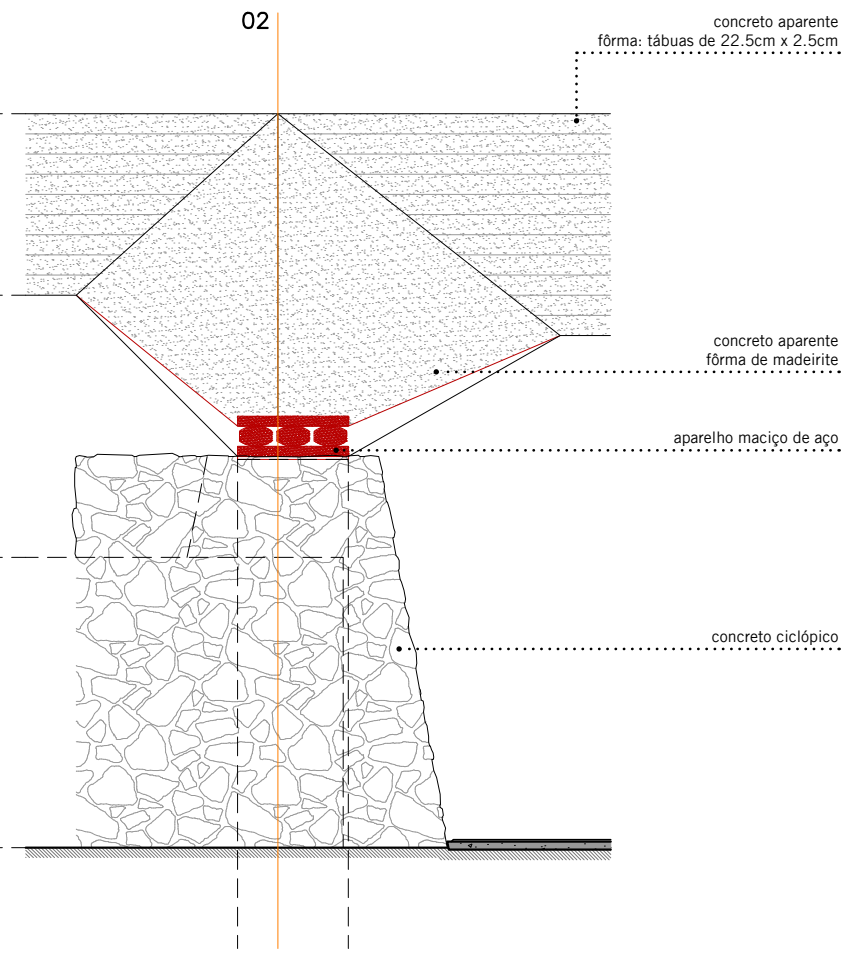 02
concreto aparente
fôrma: tábuas de 22.5cm x 2.5cm
concreto aparente
fôrma de madeirite
aparelho maciço de aço
concreto ciclópico